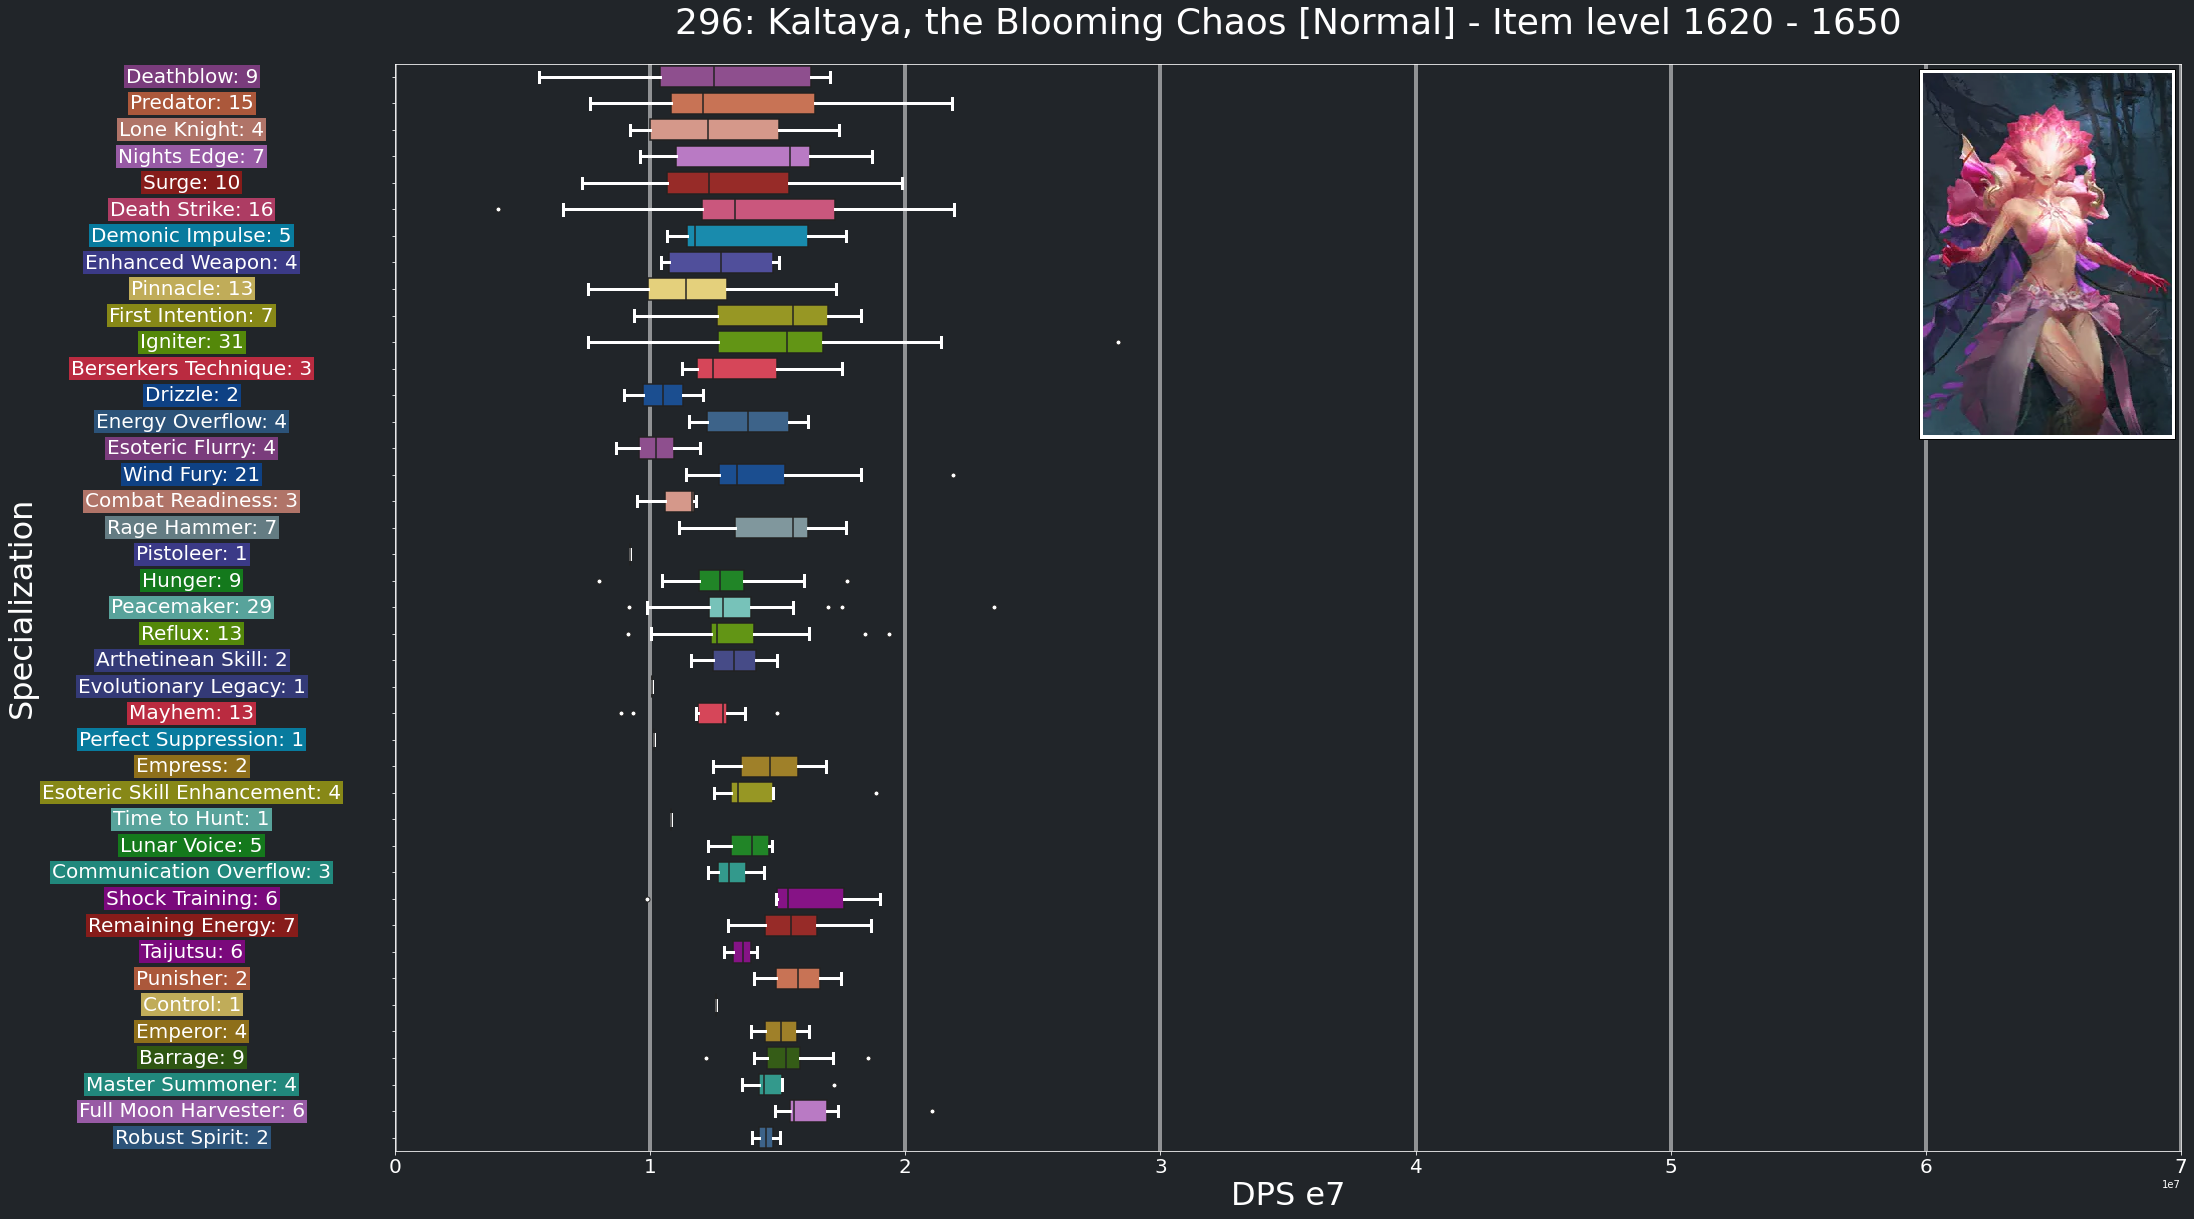 296: Kaltaya, the Blooming Chaos [Normal] - Item level 1620 - 1650
Specialization
Deathblow: 9
Predator: 15
Lone Knight: 4
Nights Edge: 7
Surge: 10
Death Strike: 16
Demonic Impulse: 5
Enhanced Weapon: 4
Pinnacle: 13
First Intention: 7
Igniter: 31
Berserkers Technique: 3
Drizzle: 2
Energy Overflow: 4
Esoteric Flurry: 4
Wind Fury: 21
Combat Readiness: 3
Rage Hammer: 7
Pistoleer: 1
Hunger: 9
Peacemaker: 29
Reflux: 13
Arthetinean Skill: 2
Evolutionary Legacy: 1
Mayhem: 13
Perfect Suppression: 1
Empress: 2
Esoteric Skill Enhancement: 4
Time to Hunt: 1
Lunar Voice: 5
Communication Overflow: 3
Shock Training: 6
Remaining Energy: 7
Taijutsu: 6
Punisher: 2
Control: 1
Emperor: 4
Barrage: 9
Master Summoner: 4
Full Moon Harvester: 6
Robust Spirit: 2
0 1 2 3 4 5 6 7
1e7
DPS e7